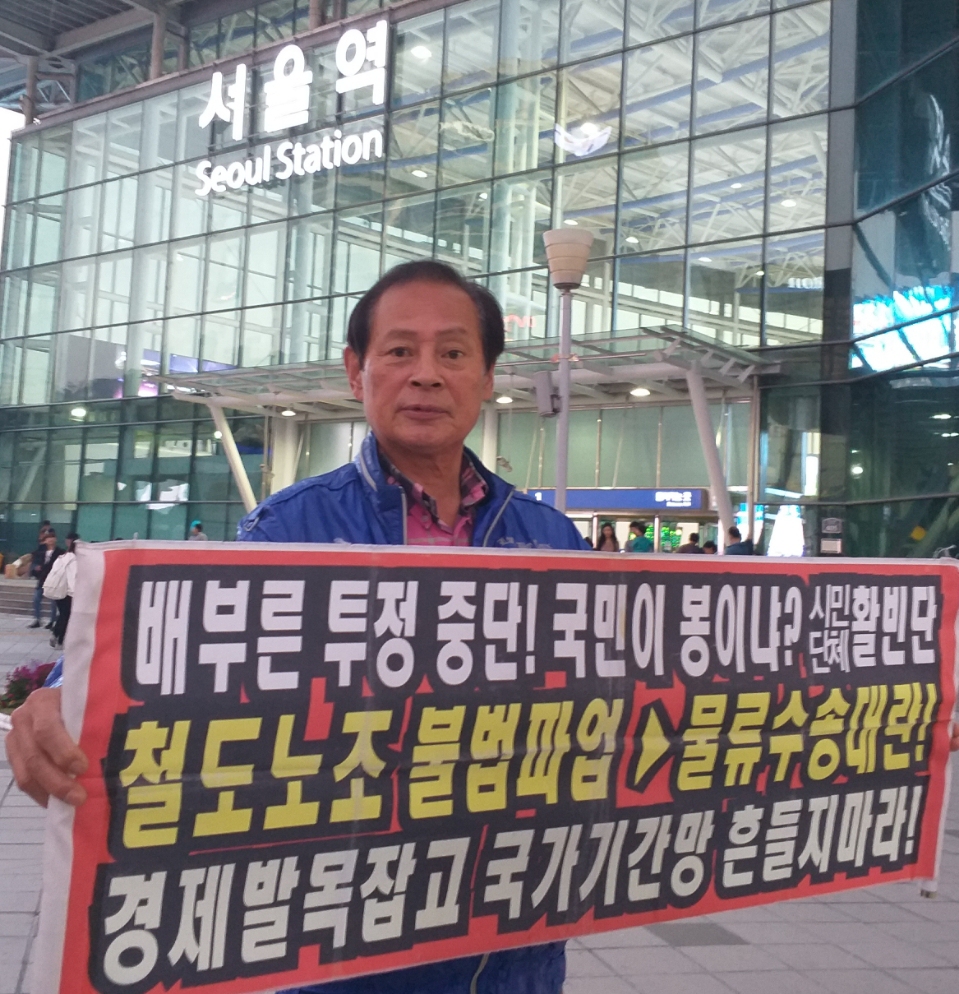 서울역
Seoul Station
배부른 투정 중단! 국민이 봉이냐? 시민단체 활빈단
철도노조 불법파업 > 물류수송대란!
경제발목잡고 국가기간망 흔들지마라!